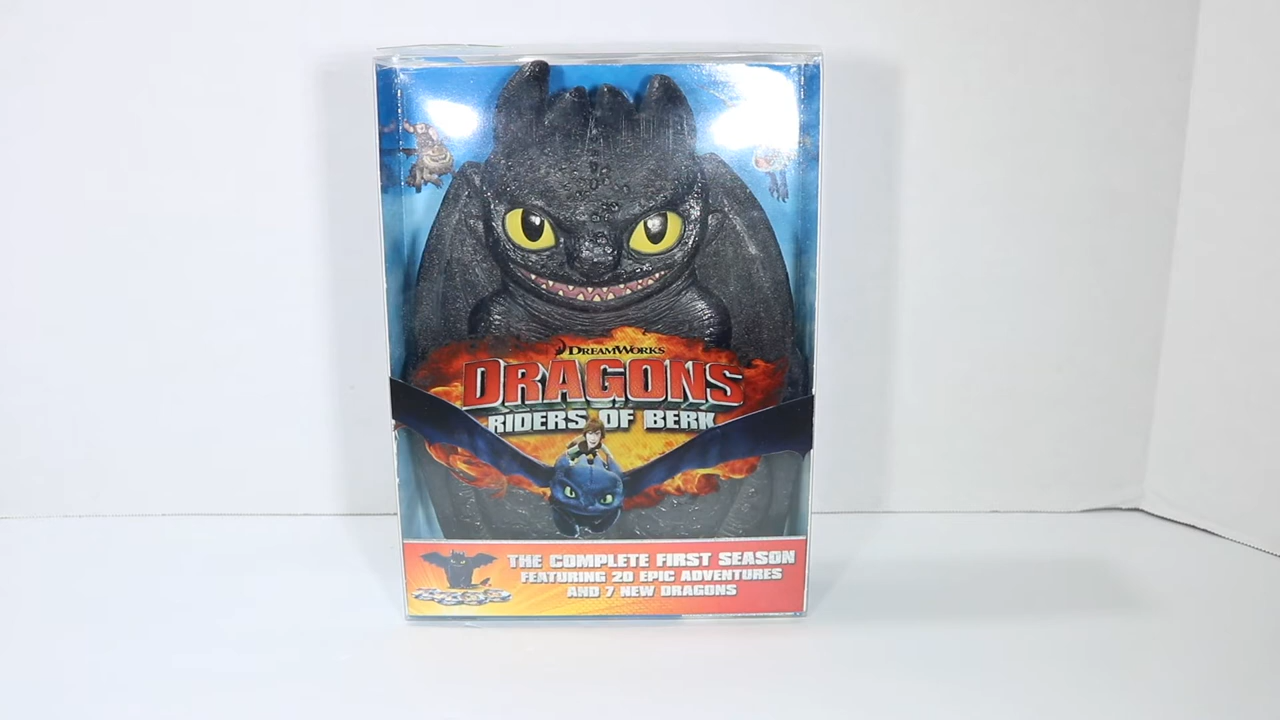 DREAMWORKS
DRAGONS
RIDERS OF BERK
THE COMPLETE FIRST SEASON
FEATURING 20 EPIC ADVENTURES
AND 7 NEW DRAGONS